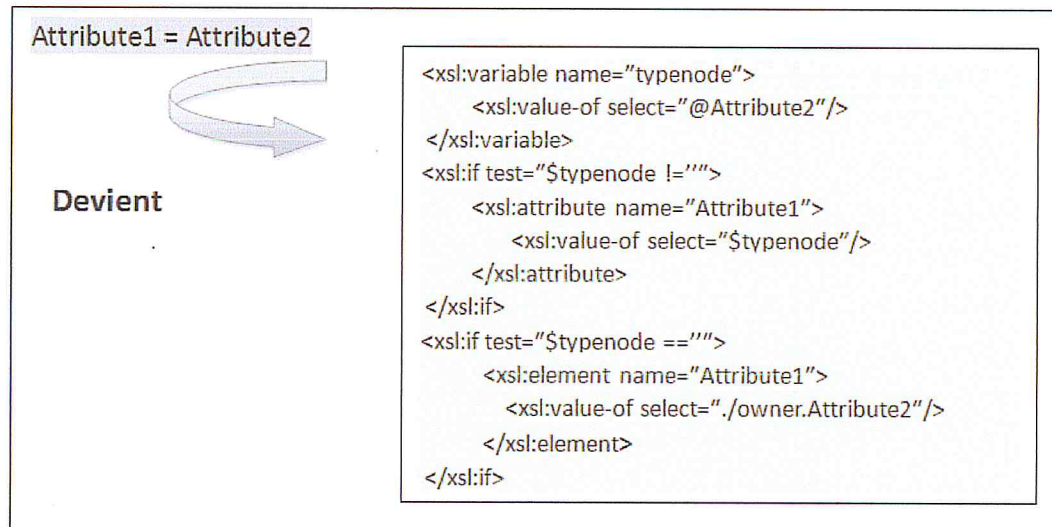 Attribute1 = Attribute2
Devient
<xsl:variable name="typenode">
<xsl:value-of select="@Attribute2"/>
</xsl:variable>
<xsl:if test="$typenode !=''">
<xsl:attribute name="Attribute1">
<xsl:value-of select="$typenode"/>
</xsl:attribute>
</xsl:if>
<xsl:if test="$typenode ==''">
<xsl:element name="Attribute1">
<xsl:value-of select="./owner.Attribute2"/>
</xsl:element>
</xsl:if>